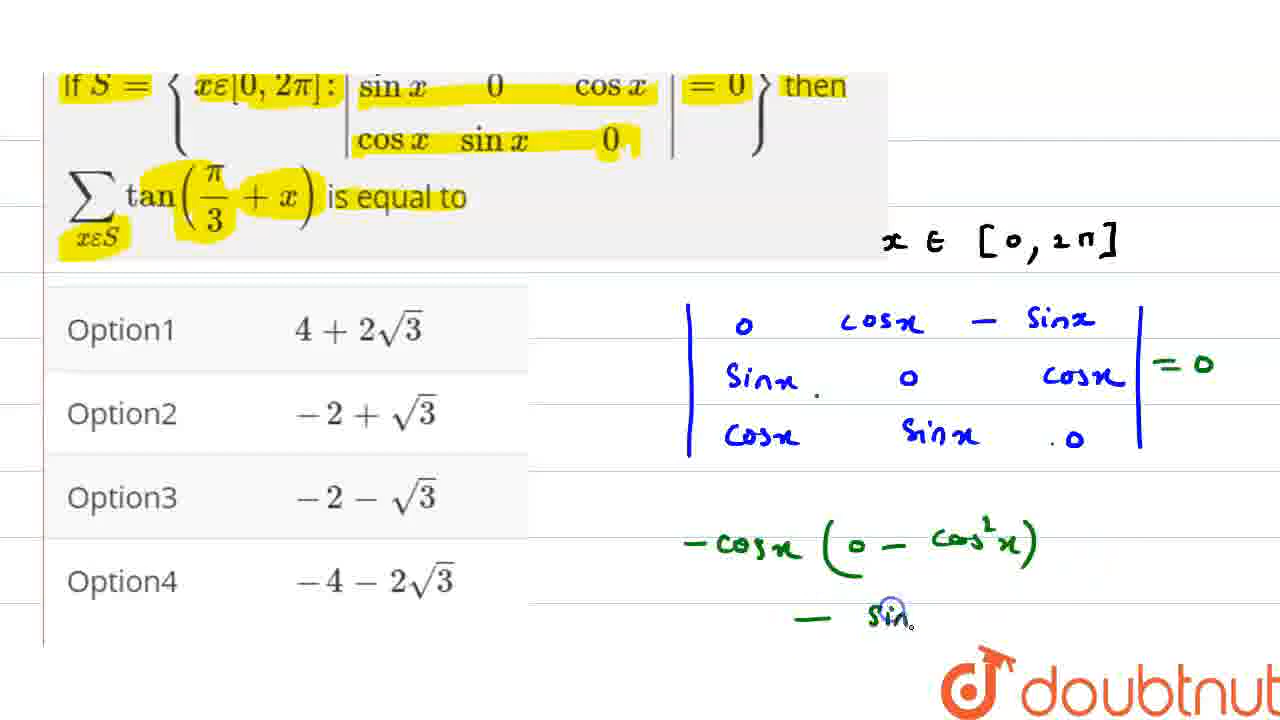 If S = { xε[0, 2π] : | sin x 0 cos x | = 0 } then
| cos x sin x 0 |
∑ tan(π/3 + x) is equal to
xεS
x ∈ [0, 2π]
Option1 4 + 2√3
Option2 −2 + √3
Option3 −2 − √3
Option4 −4 − 2√3
| 0 cosx − sinx |
| sinx . 0 cosx | = 0
| cosx sinx . 0 |
− cosx (0 − cos²x)
− sin
doubtnut